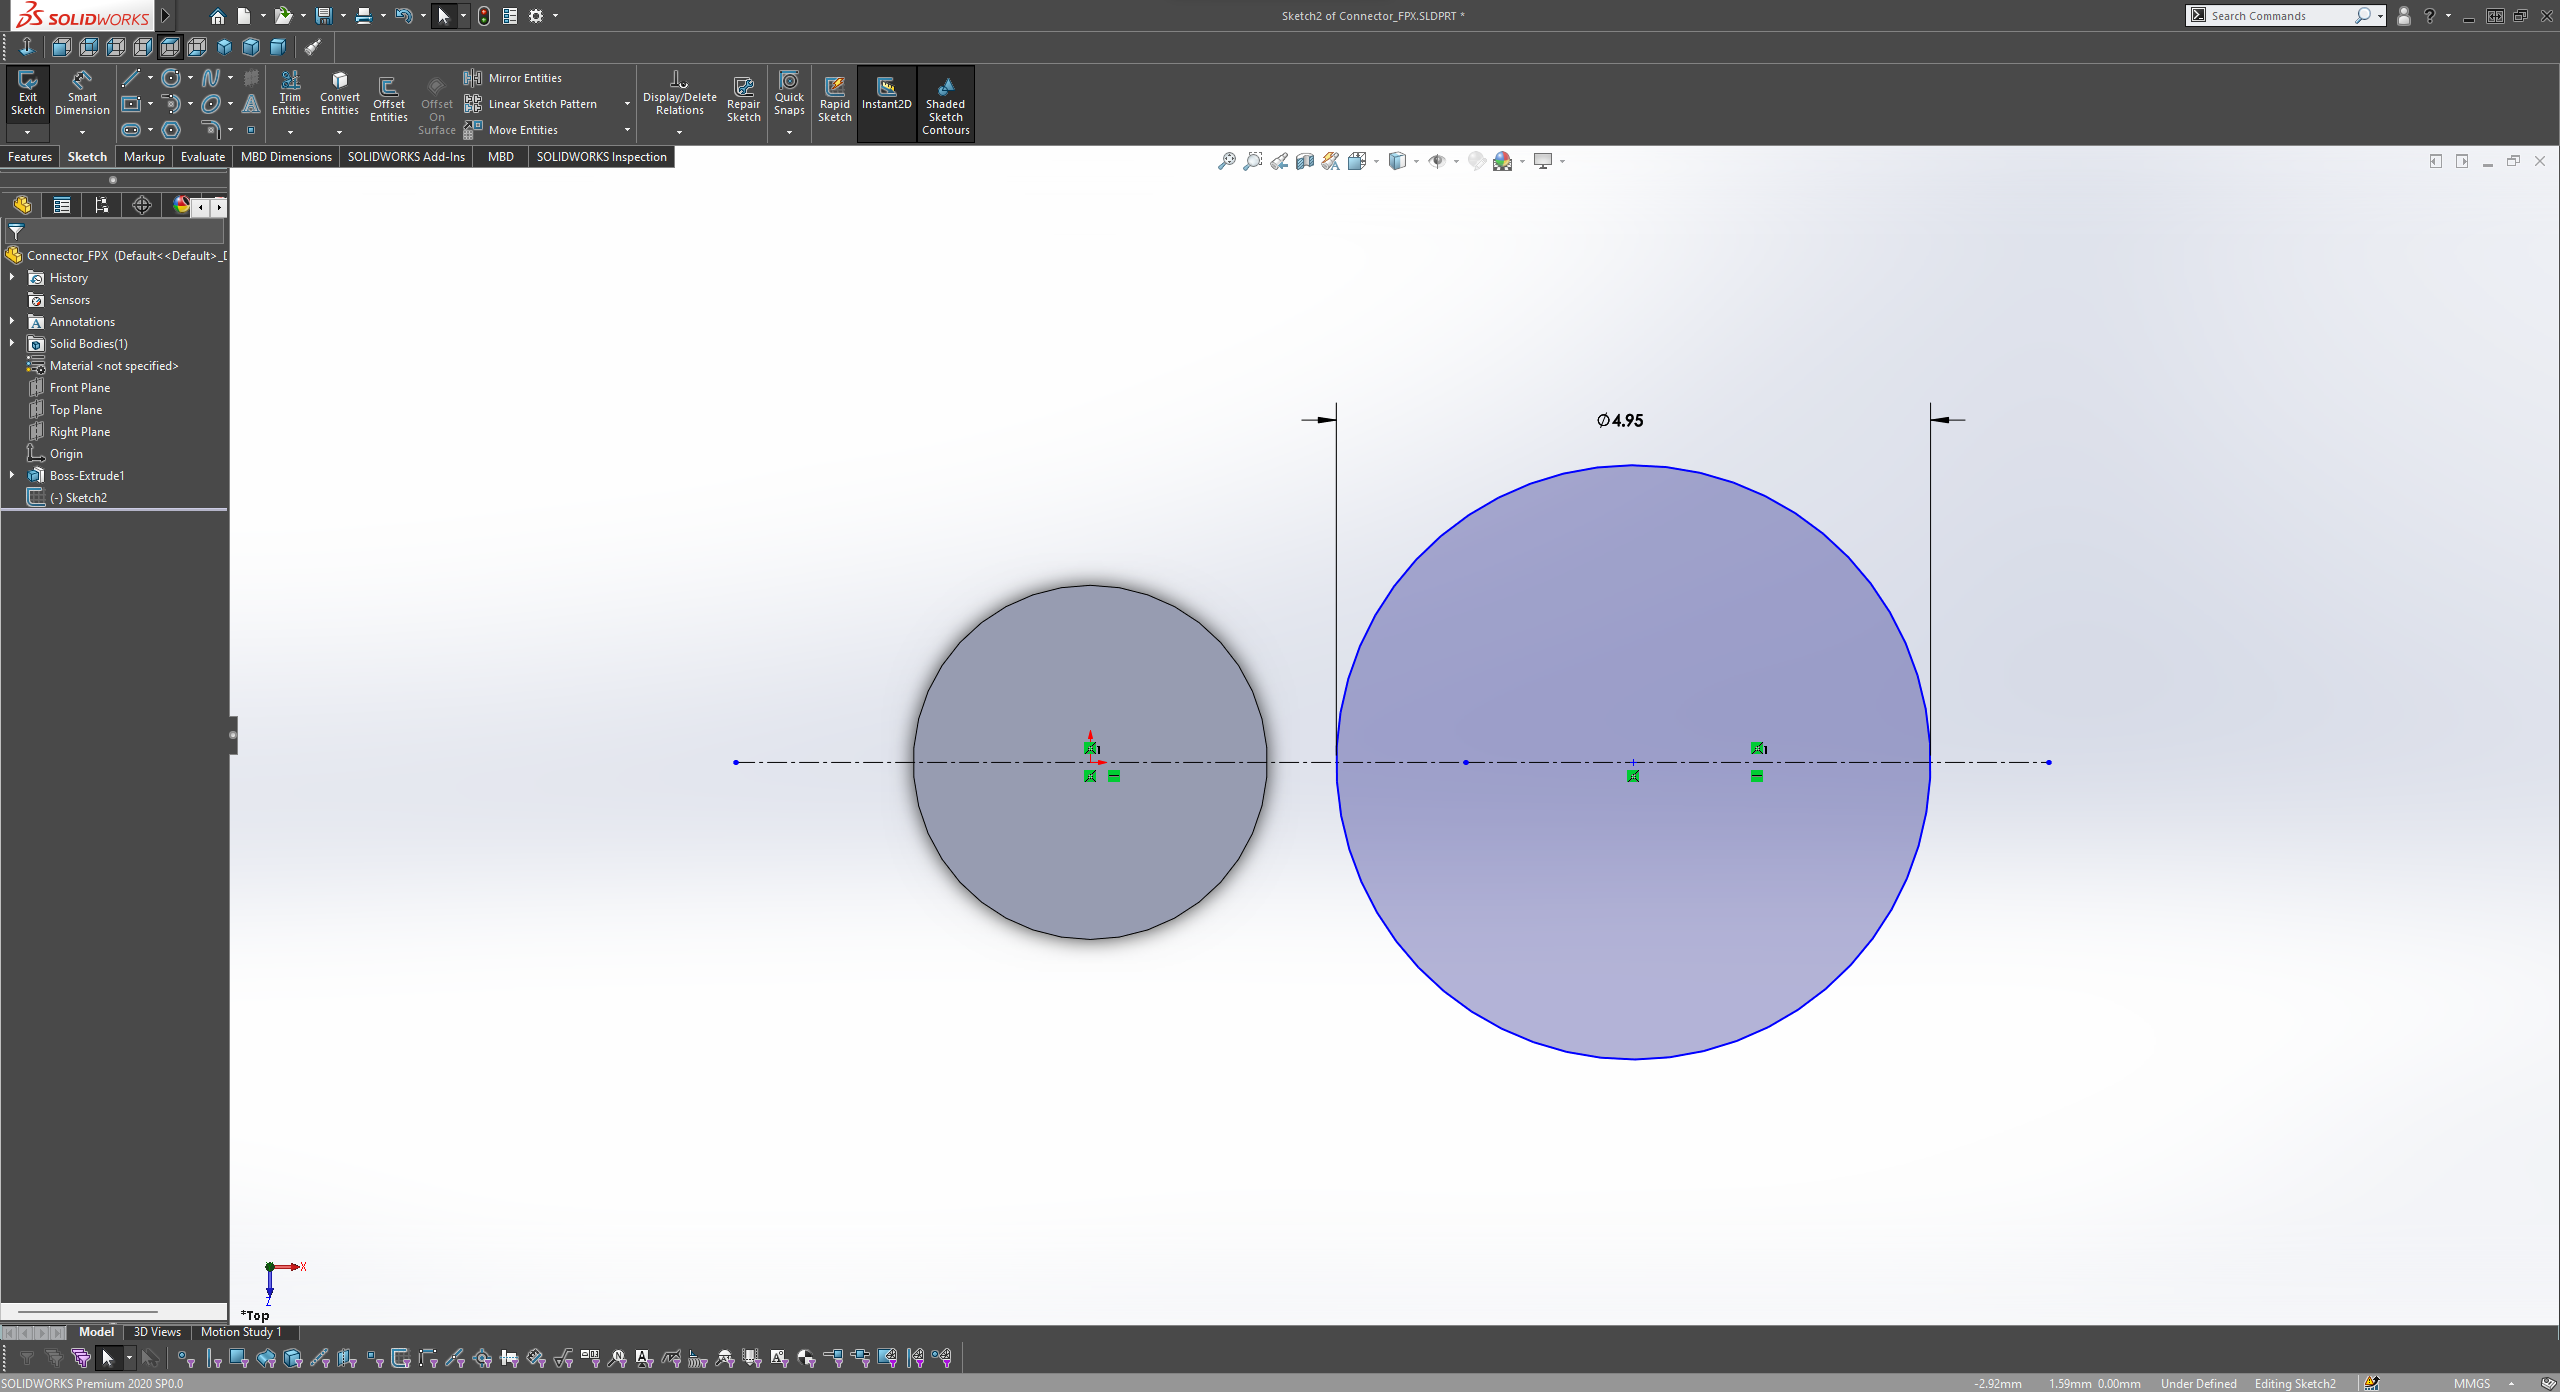 SOLIDWORKS
Sketch2 of Connector_FPX.SLDPRT *
Search Commands
Exit Sketch
Smart Dimension
Trim Entities
Convert Entities
Offset Entities
Offset On Surface
Mirror Entities
Linear Sketch Pattern
Move Entities
Display/Delete Relations
Repair Sketch
Quick Snaps
Rapid Sketch
Instant2D
Shaded Sketch Contours
Features Sketch Markup Evaluate MBD Dimensions SOLIDWORKS Add-Ins MBD SOLIDWORKS Inspection
Connector_FPX (Default<<Default>_D
History
Sensors
Annotations
Solid Bodies(1)
Material <not specified>
Front Plane
Top Plane
Right Plane
Origin
Boss-Extrude1
(-) Sketch2
∅4.95
1
1
X
Z
*Top
Model 3D Views Motion Study 1
SOLIDWORKS Premium 2020 SP0.0
-2.92mm 1.59mm 0.00mm Under Defined Editing Sketch2 MMGS